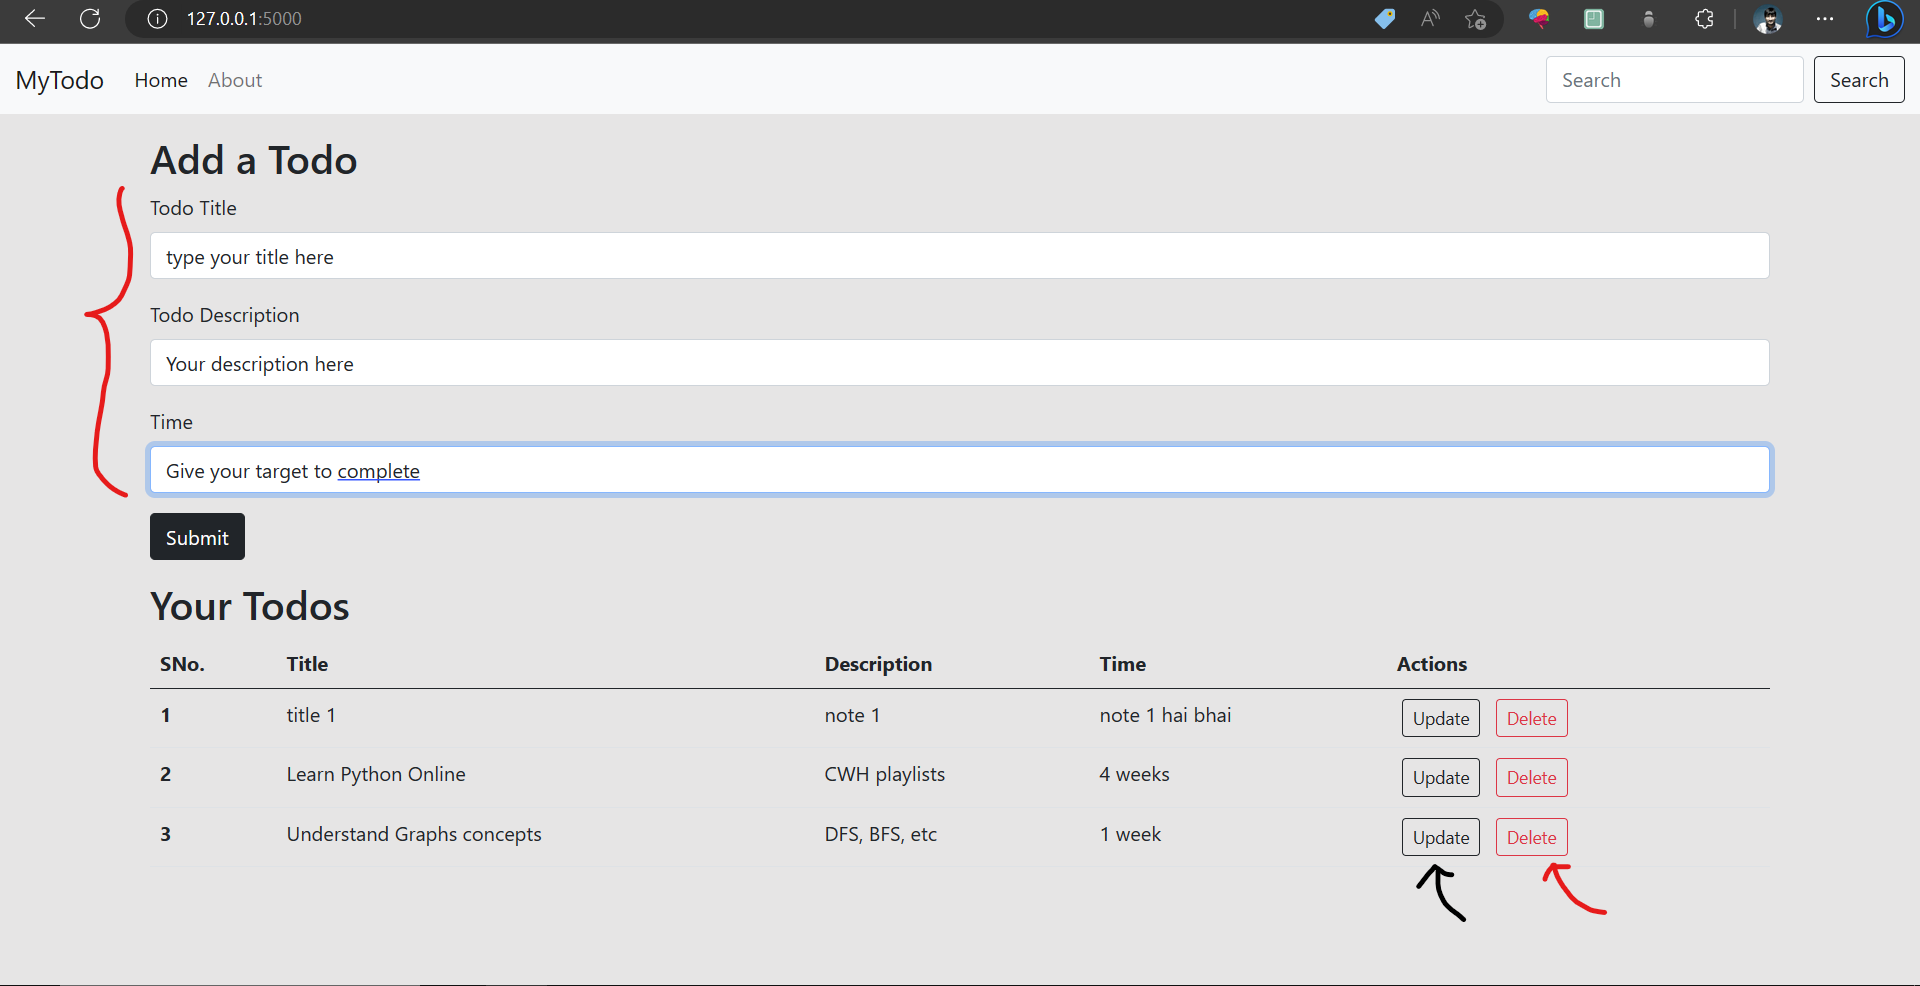 127.0.0.1:5000
MyTodo Home About Search Search
Add a Todo
Todo Title
type your title here
Todo Description
Your description here
Time
Give your target to complete
Submit
Your Todos
SNo. Title Description Time Actions
1 title 1 note 1 note 1 hai bhai Update Delete
2 Learn Python Online CWH playlists 4 weeks Update Delete
3 Understand Graphs concepts DFS, BFS, etc 1 week Update Delete